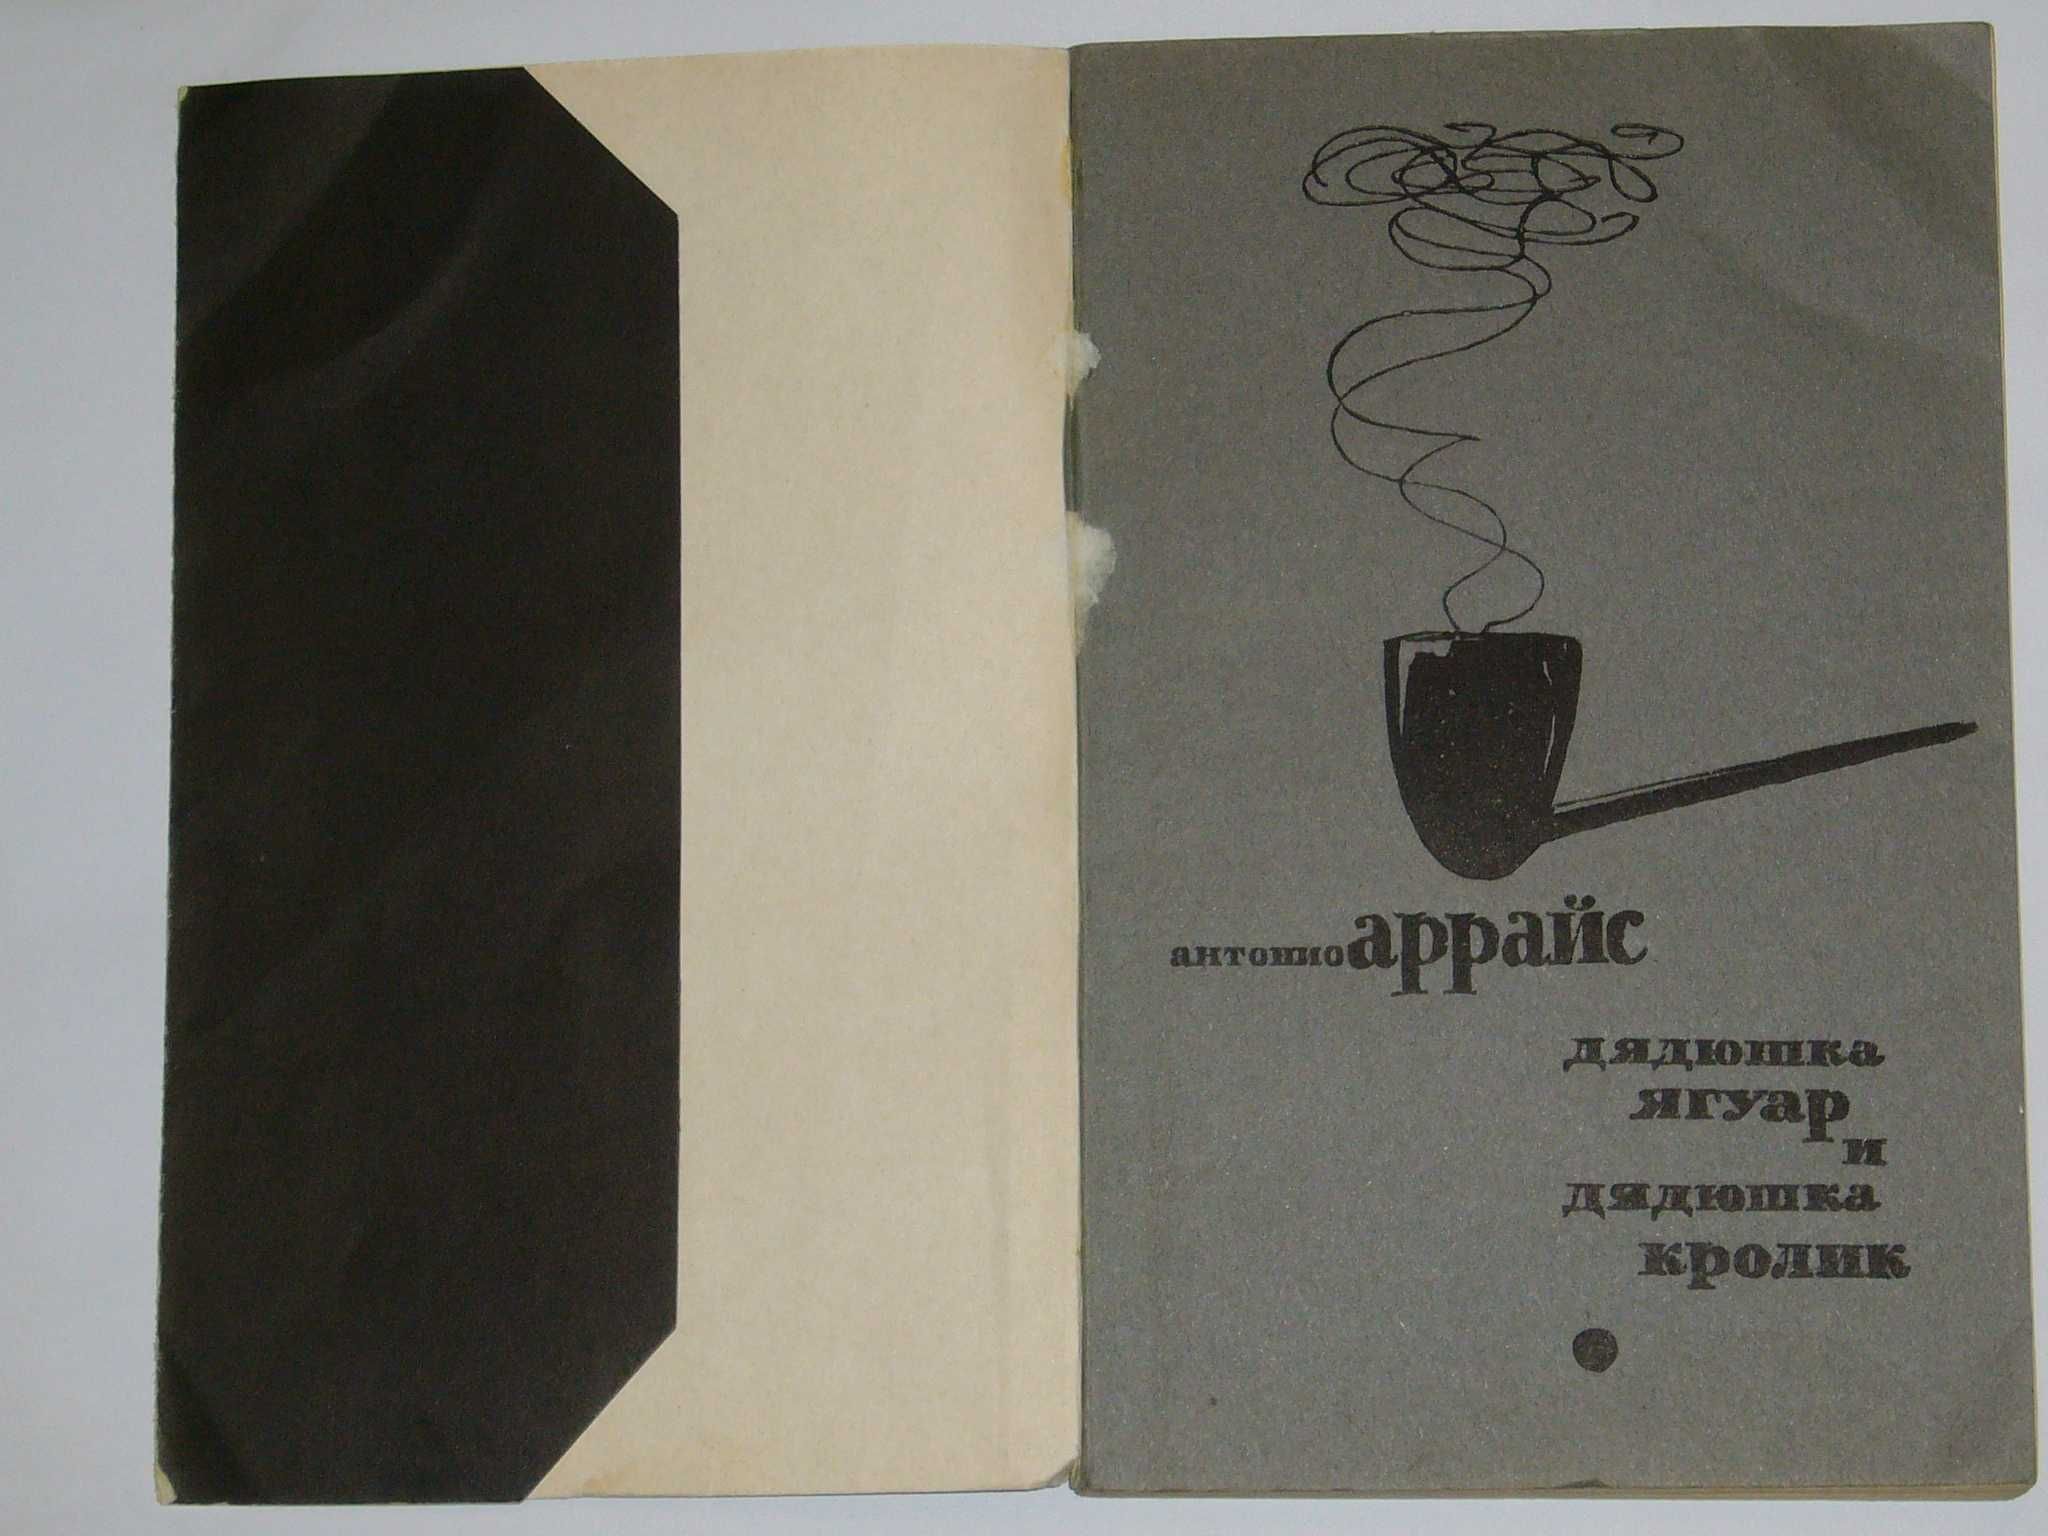 антонио аррайс
дядюшка
ягуар
и
дядюшка
кролик